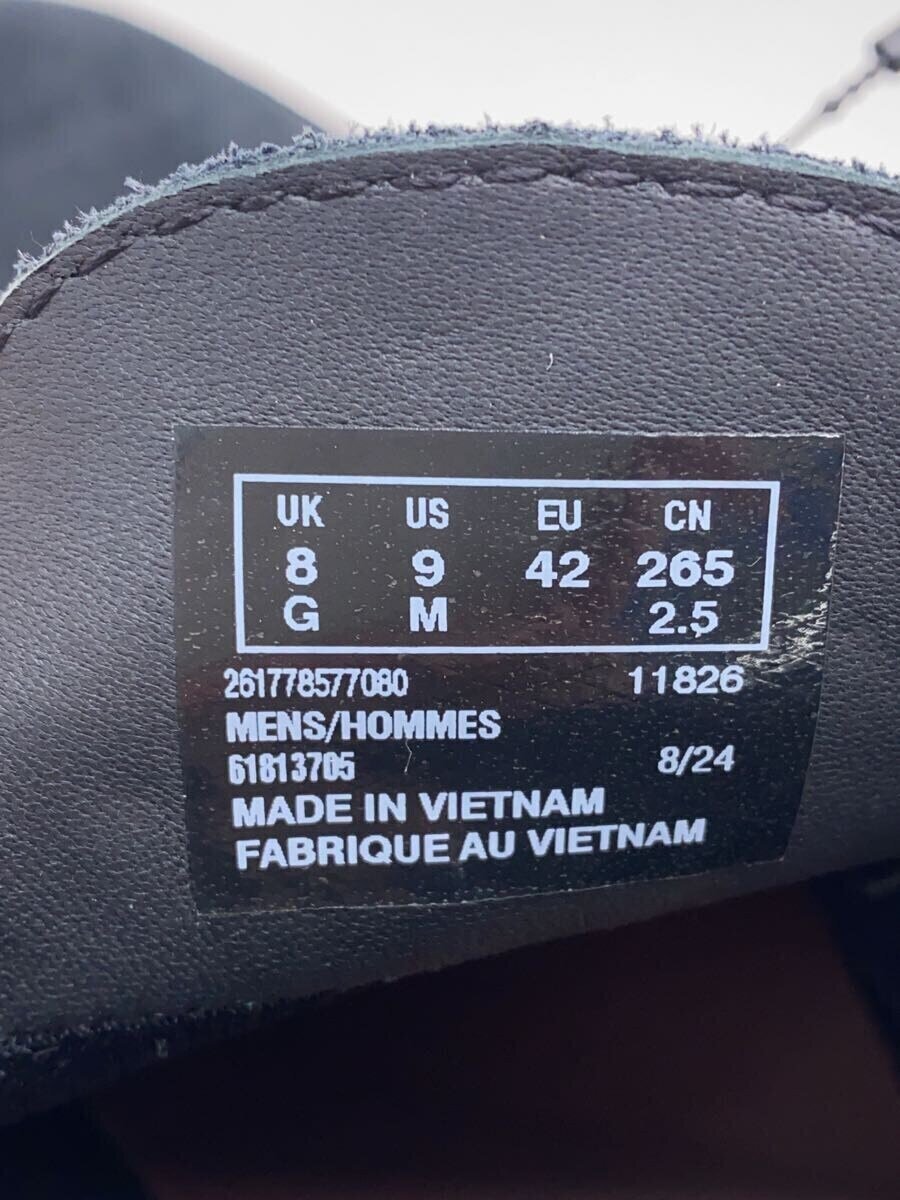 UK US EU CN
8 9 42 265
G M 2.5
261778577080 11826
MENS/HOMMES
61813705 8/24
MADE IN VIETNAM
FABRIQUE AU VIETNAM